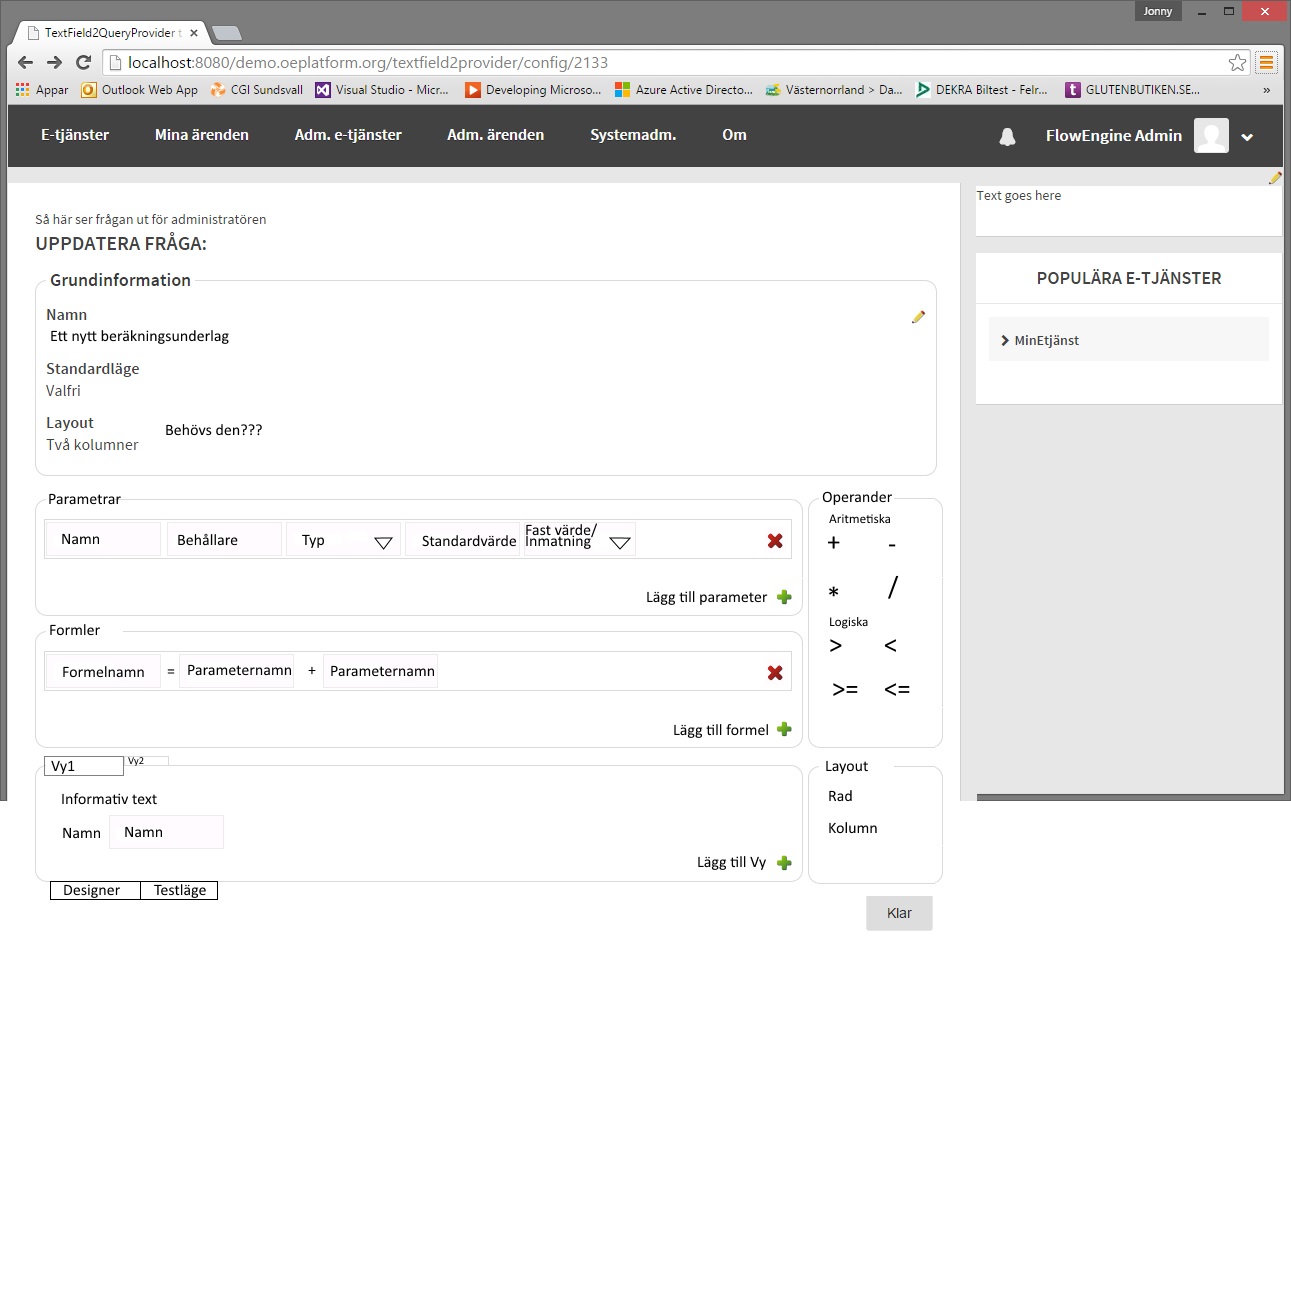 Jonny
TextField2QueryProvider t
localhost:8080/demo.oeplatform.org/textfield2provider/config/2133
Appar Outlook Web App CGI Sundsvall Visual Studio - Micr... Developing Microso... Azure Active Directo... Västernorrland > Da... DEKRA Biltest - Felr... GLUTENBUTIKEN.SE... »
E-tjänster Mina ärenden Adm. e-tjänster Adm. ärenden Systemadm. Om FlowEngine Admin
Text goes here
Så här ser frågan ut för administratören
UPPDATERA FRÅGA:
POPULÄRA E-TJÄNSTER
MinEtjänst
Grundinformation
Namn
Ett nytt beräkningsunderlag
Standardläge
Valfri
Layout
Två kolumner
Behövs den???
Parametrar
Namn Behållare Typ Standardvärde Fast värde/
Inmatning
Lägg till parameter
Operander
Aritmetiska
+ -
* /
Logiska
> <
>= <=
Formler
Formelnamn = Parameternamn + Parameternamn
Lägg till formel
Vy1 Vy2
Informativ text
Namn Namn
Lägg till Vy
Layout
Rad
Kolumn
Designer Testläge
Klar